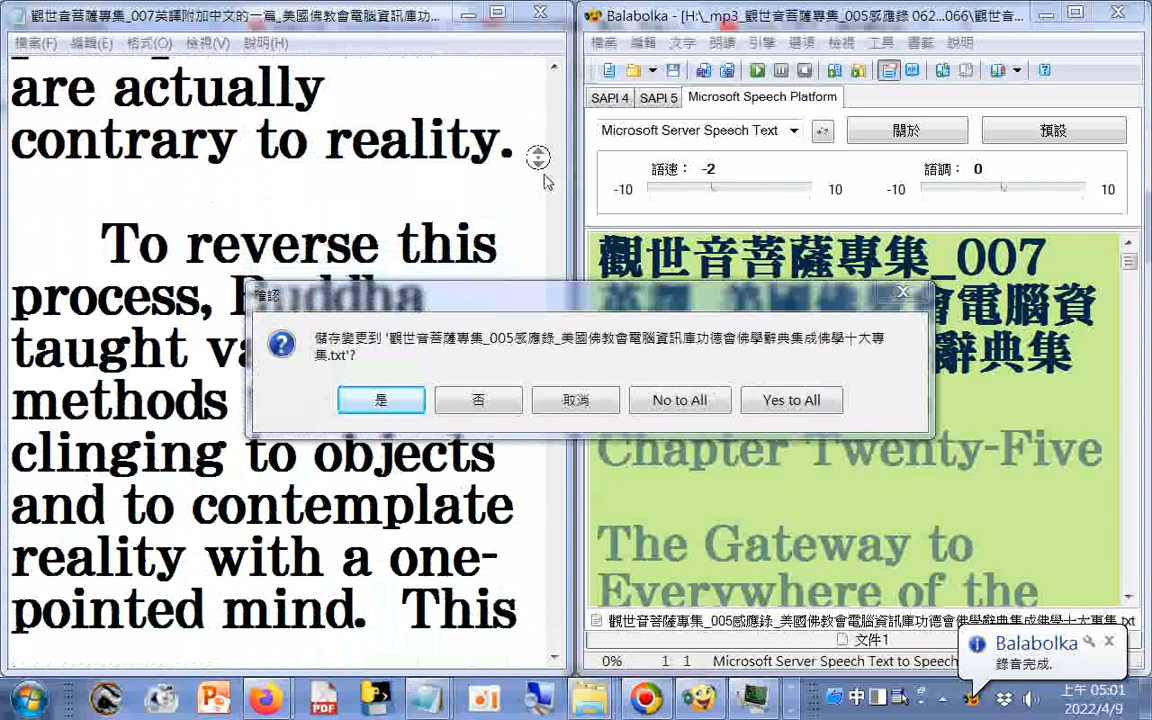 觀世音菩薩專集_007英譯附加中文的一篇_美國佛教會電腦資訊庫功...
檔案(F) 編輯(E) 格式(O) 檢視(V) 說明(H)
are actually
contrary to reality.
To reverse this
process, Buddha
taught
methods
clinging to objects
and to contemplate
reality with a one-
pointed mind. This
Balabolka - [H:\_mp3_觀世音菩薩專集_005感應錄 062...066\觀世音...
檔案 編輯 文字 朗讀 引擎 選項 檢視 工具 書籤 說明
SAPI 4 SAPI 5 Microsoft Speech Platform
Microsoft Server Speech Text 關於 預設
語速： -2 語調： 0
-10 10 -10 10
觀世音菩薩專集_007
會電腦資
辭典集
Chapter Twenty-Five
The Gateway to
Everywhere of the
觀世音菩薩專集_005感應錄_美國佛教會電腦資訊庫功德會佛學辭典集成佛學十大專集.txt
文件1
0% 1: 1 Microsoft Server Speech Text to Speech
確認
儲存變更到 '觀世音菩薩專集_005感應錄_美國佛教會電腦資訊庫功德會佛學辭典集成佛學十大專
集.txt'?
是 否 取消 No to All Yes to All
Balabolka
錄音完成.
中
上午 05:01
2022/4/9